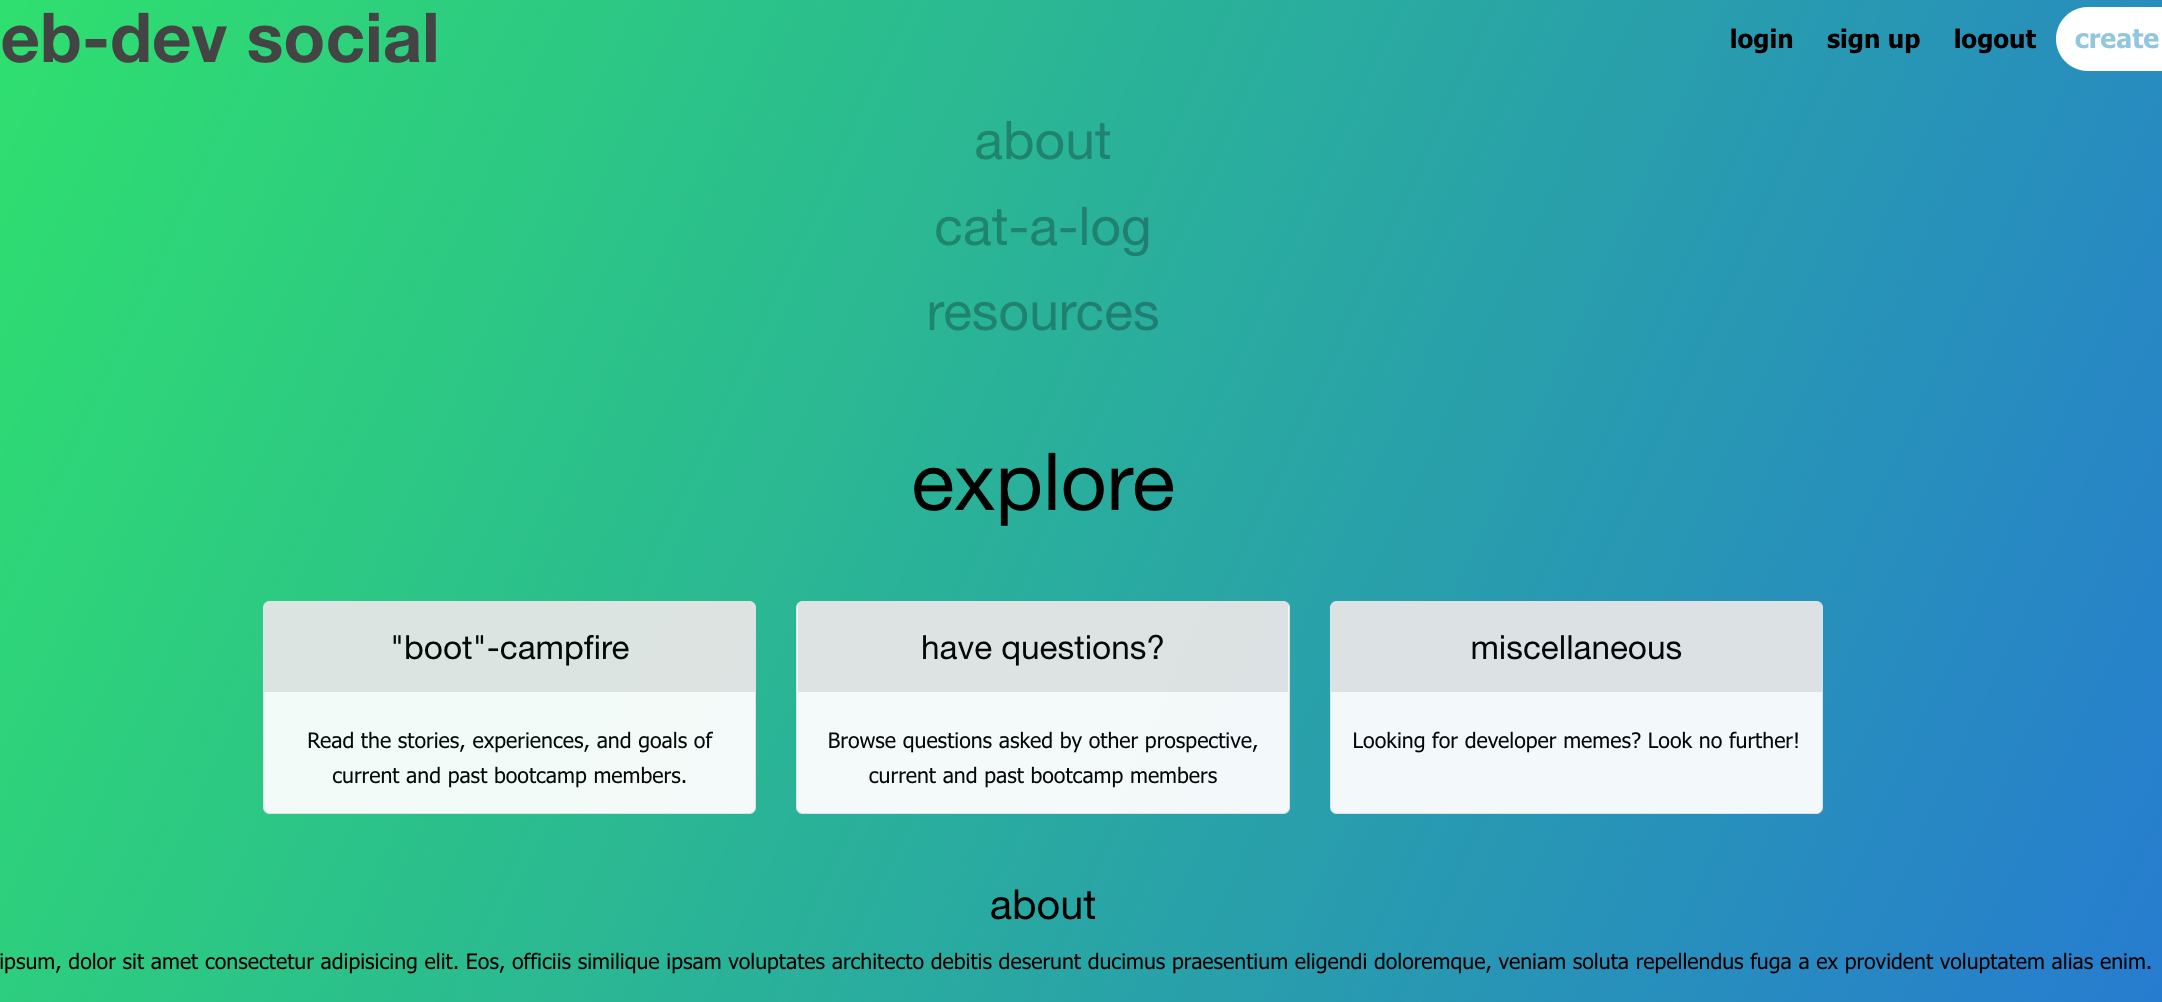 eb-dev social
login sign up logout create
about
cat-a-log
resources
explore
"boot"-campfire
Read the stories, experiences, and goals of
current and past bootcamp members.
have questions?
Browse questions asked by other prospective,
current and past bootcamp members
miscellaneous
Looking for developer memes? Look no further!
about
ipsum, dolor sit amet consectetur adipisicing elit. Eos, officiis similique ipsam voluptates architecto debitis deserunt ducimus praesentium eligendi doloremque, veniam soluta repellendus fuga a ex provident voluptatem alias enim.